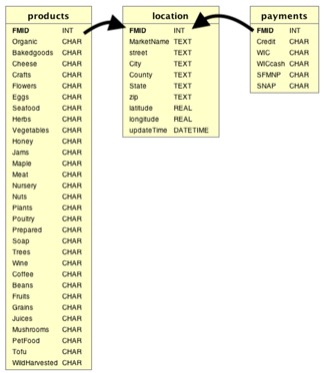 products
FMID INT
Organic CHAR
Bakedgoods CHAR
Cheese CHAR
Crafts CHAR
Flowers CHAR
Eggs CHAR
Seafood CHAR
Herbs CHAR
Vegetables CHAR
Honey CHAR
Jams CHAR
Maple CHAR
Meat CHAR
Nursery CHAR
Nuts CHAR
Plants CHAR
Poultry CHAR
Prepared CHAR
Soap CHAR
Trees CHAR
Wine CHAR
Coffee CHAR
Beans CHAR
Fruits CHAR
Grains CHAR
Juices CHAR
Mushrooms CHAR
PetFood CHAR
Tofu CHAR
WildHarvested CHAR
location
FMID INT
MarketName TEXT
street TEXT
City TEXT
County TEXT
State TEXT
zip TEXT
latitude REAL
longitude REAL
updateTime DATETIME
payments
FMID INT
Credit CHAR
WIC CHAR
WICcash CHAR
SFMNP CHAR
SNAP CHAR